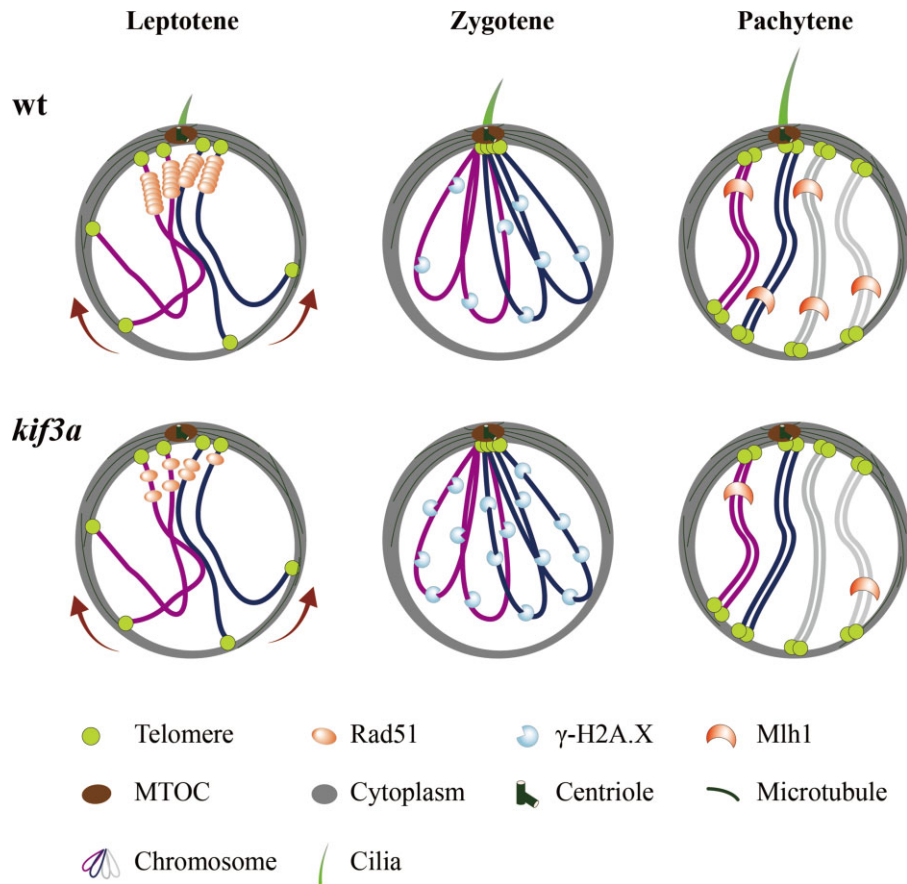 Leptotene Zygotene Pachytene
wt
kif3a
Telomere Rad51 γ-H2A.X Mlh1
MTOC Cytoplasm Centriole Microtubule
Chromosome Cilia